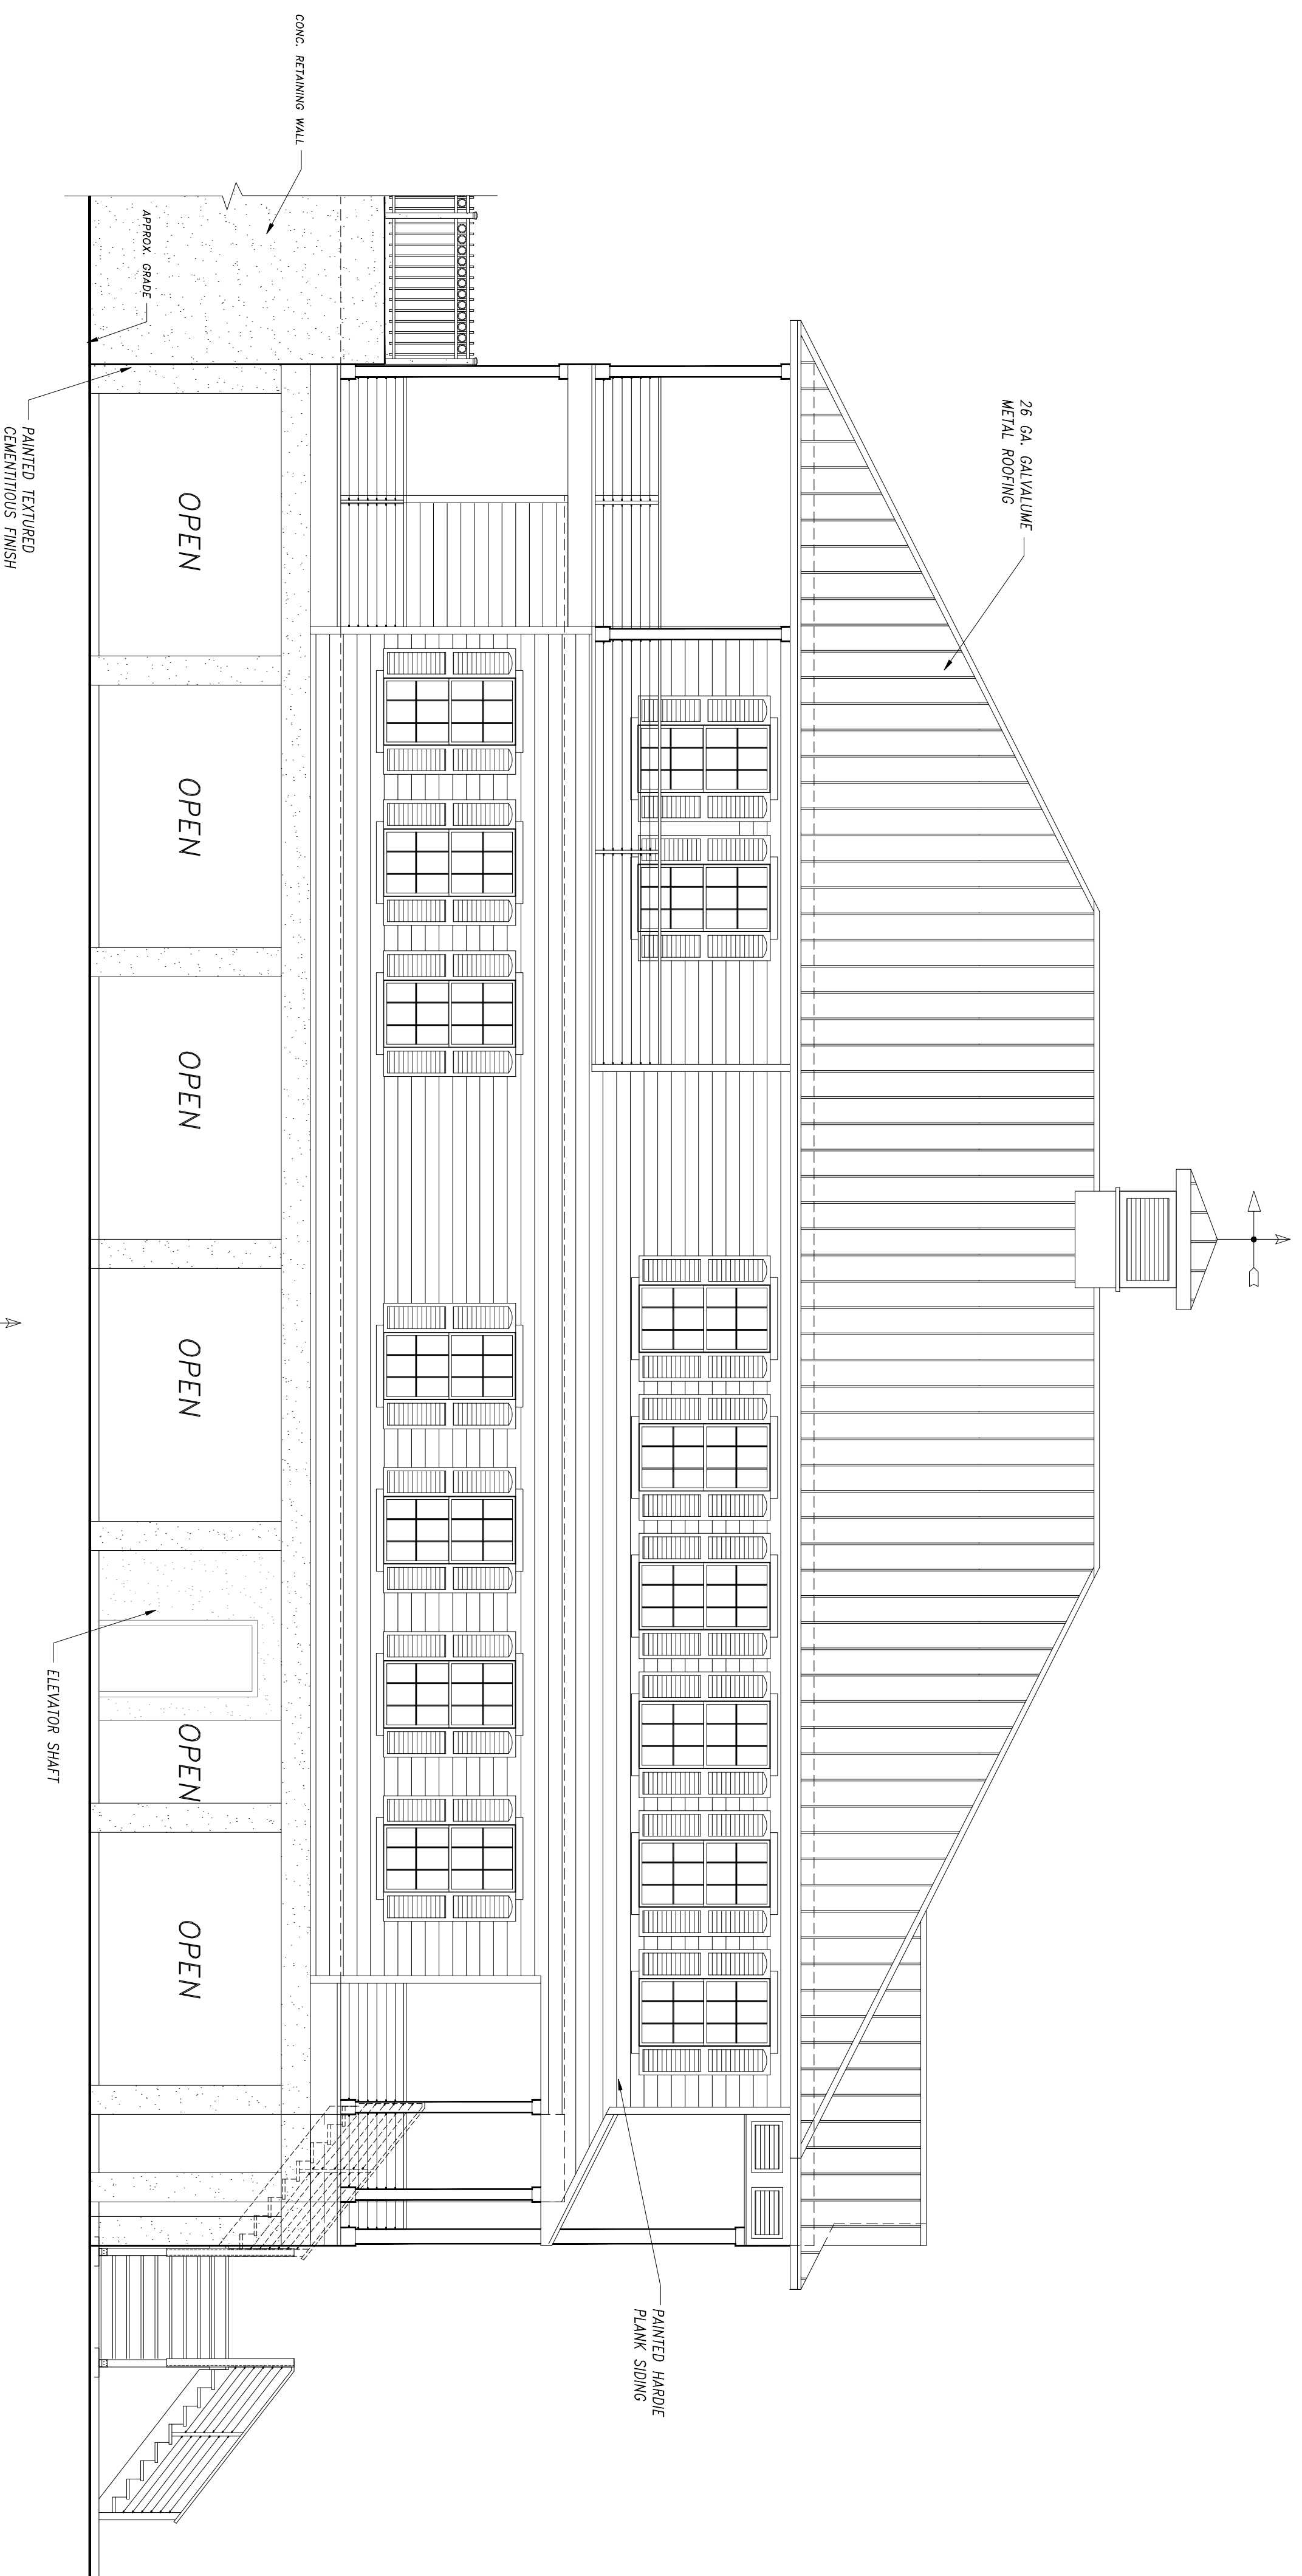 26 GA. GALVALUME
METAL ROOFING
PAINTED HARDIE
PLANK SIDING
CONC. RETAINING WALL
APPROX. GRADE
OPEN
OPEN
OPEN
OPEN
OPEN
OPEN
ELEVATOR SHAFT
PAINTED TEXTURED
CEMENTITIOUS FINISH